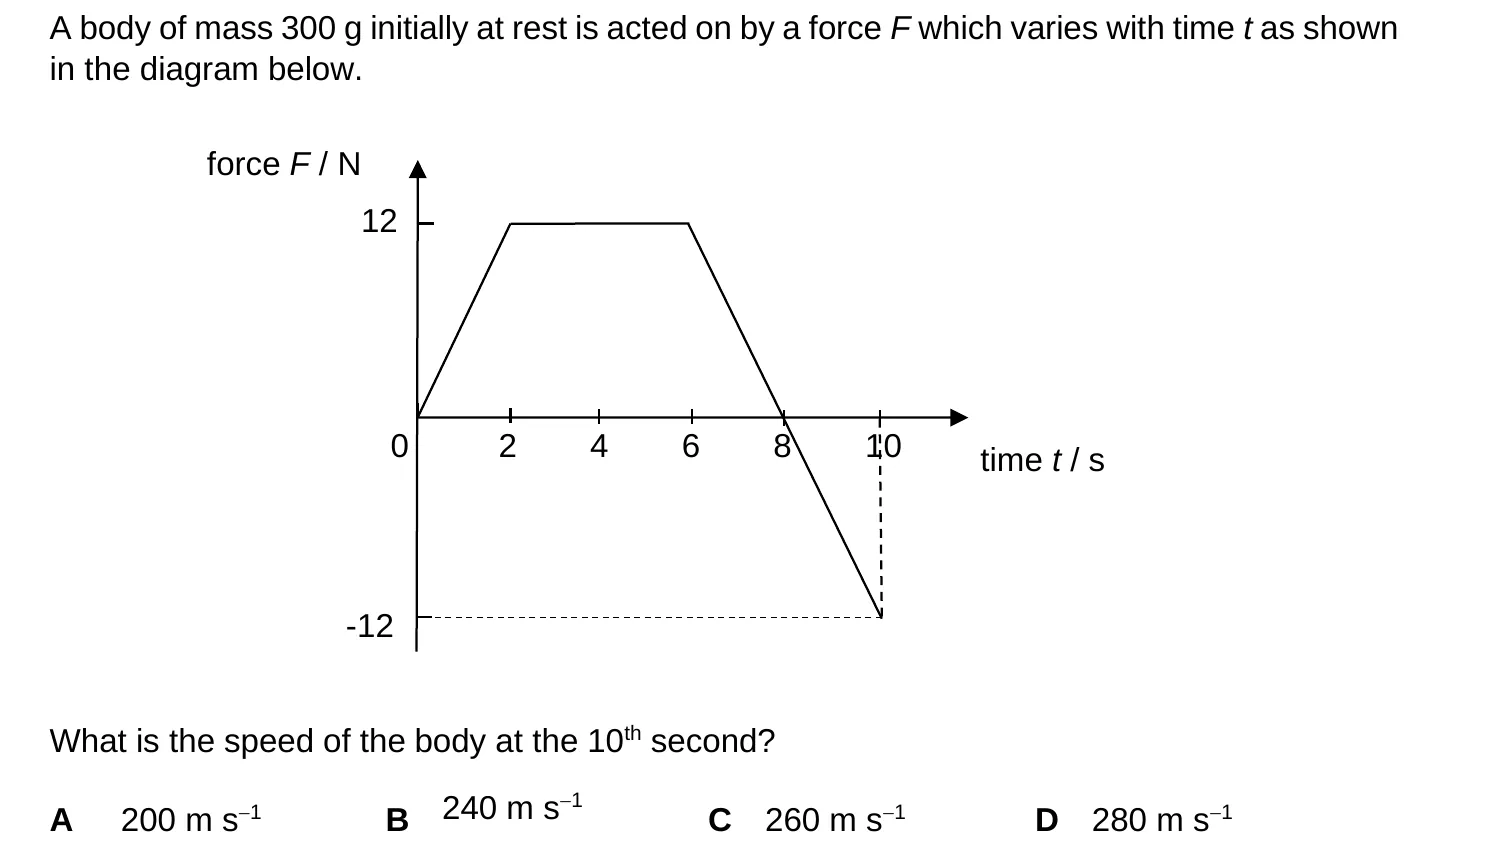 A body of mass 300 g initially at rest is acted on by a force F which varies with time t as shown
in the diagram below.
force F / N
12
0
2
4
6
8
10
time t / s
-12
What is the speed of the body at the 10th second?
A 200 m s–1 B 240 m s–1 C 260 m s–1 D 280 m s–1